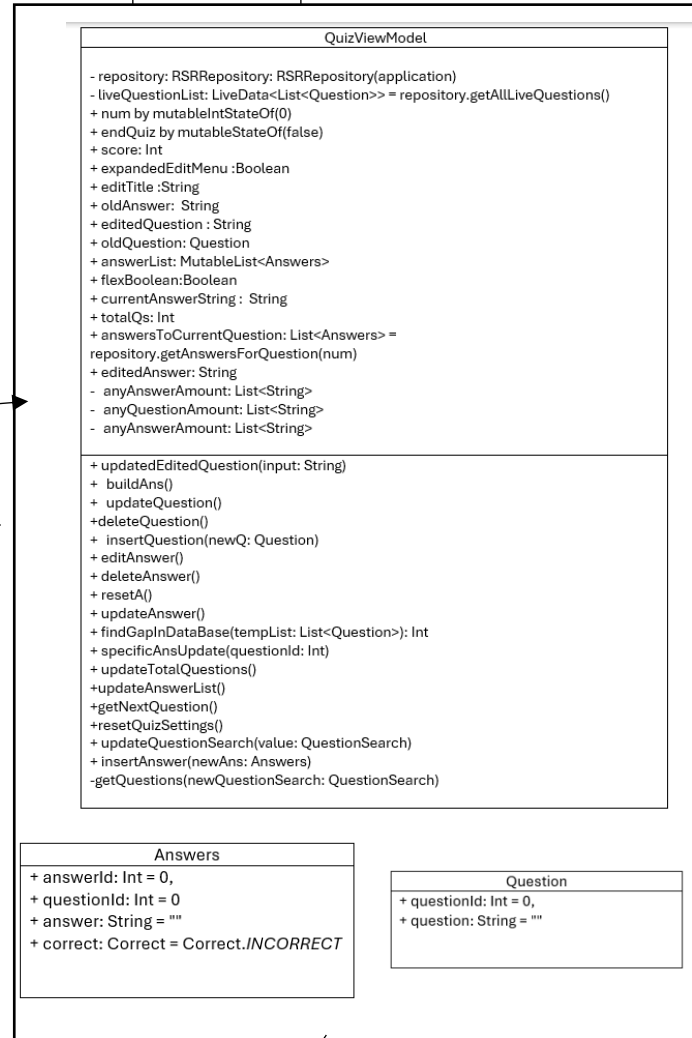 QuizViewModel
- repository: RSRRepository: RSRRepository(application)
- liveQuestionList: LiveData<List<Question>> = repository.getAllLiveQuestions()
+ num by mutableIntStateOf(0)
+ endQuiz by mutableStateOf(false)
+ score: Int
+ expandedEditMenu :Boolean
+ editTitle :String
+ oldAnswer:  String
+ editedQuestion : String
+ oldQuestion: Question
+ answerList: MutableList<Answers>
+ flexBoolean:Boolean
+ currentAnswerString :  String
+ totalQs: Int
+ answersToCurrentQuestion: List<Answers> =
repository.getAnswersForQuestion(num)
+ editedAnswer: String
-  anyAnswerAmount: List<String>
-  anyQuestionAmount: List<String>
-  anyAnswerAmount: List<String>
+ updatedEditedQuestion(input: String)
+  buildAns()
+  updateQuestion()
+deleteQuestion()
+  insertQuestion(newQ: Question)
+ editAnswer()
+ deleteAnswer()
+ resetA()
+ updateAnswer()
+ findGapInDataBase(tempList: List<Question>): Int
+ specificAnsUpdate(questionId: Int)
+ updateTotalQuestions()
+updateAnswerList()
+getNextQuestion()
+resetQuizSettings()
+ updateQuestionSearch(value: QuestionSearch)
+ insertAnswer(newAns: Answers)
-getQuestions(newQuestionSearch: QuestionSearch)
Answers
+ answerId: Int = 0,
+ questionId: Int = 0
+ answer: String = ""
+ correct: Correct = Correct.INCORRECT
Question
+ questionId: Int = 0,
+ question: String = ""